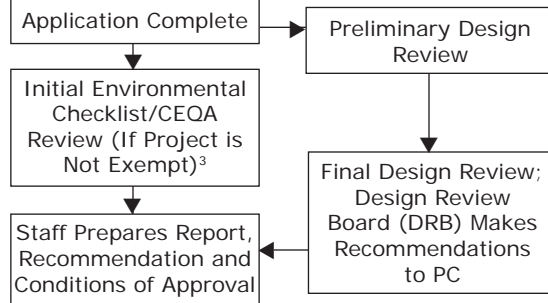 Application Complete
Preliminary Design
Review
Initial Environmental
Checklist/CEQA
Review (If Project is
Not Exempt)³
Final Design Review;
Design Review
Board (DRB) Makes
Recommendations
to PC
Staff Prepares Report,
Recommendation and
Conditions of Approval